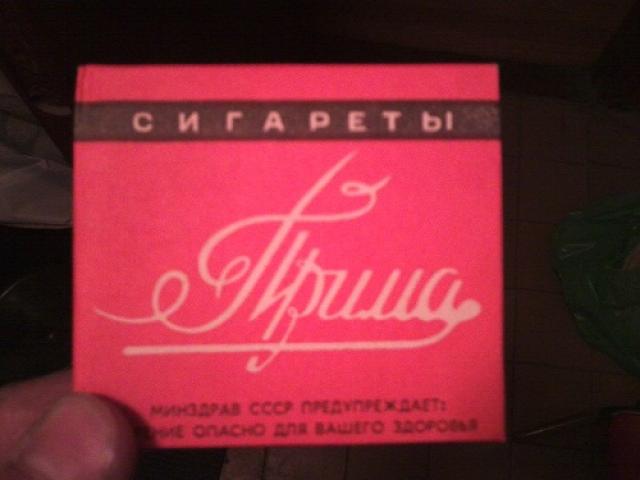 СИГАРЕТЫ
Прима
МИНЗДРАВ СССР ПРЕДУПРЕЖДАЕТ:
ОПАСНО ДЛЯ ВАШЕГО ЗДОРОВЬЯ